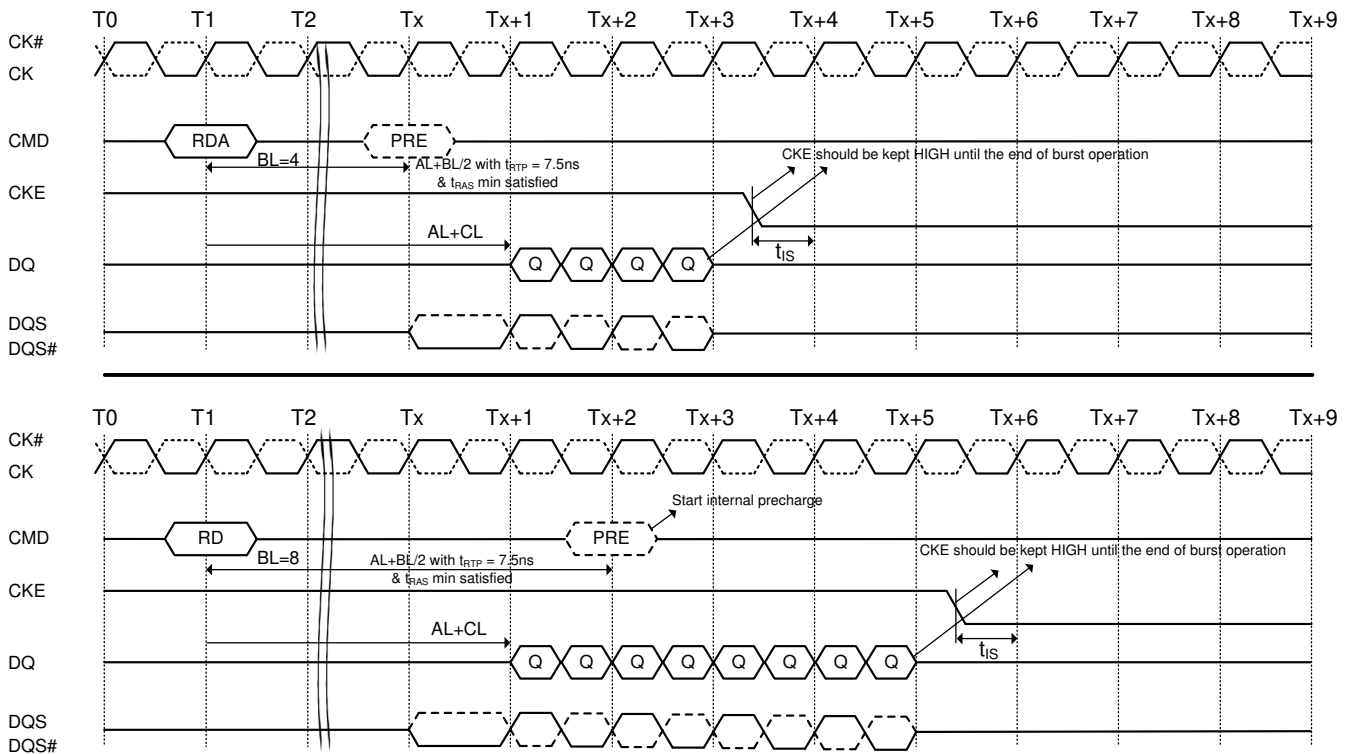 T0 T1 T2 Tx Tx+1 Tx+2 Tx+3 Tx+4 Tx+5 Tx+6 Tx+7 Tx+8 Tx+9
CK#
CK
CMD RDA PRE
BL=4 AL+BL/2 with tRTP = 7.5ns
& tRAS min satisfied
CKE should be kept HIGH until the end of burst operation
CKE
AL+CL
tIS
DQ Q Q Q Q
DQS
DQS#
T0 T1 T2 Tx Tx+1 Tx+2 Tx+3 Tx+4 Tx+5 Tx+6 Tx+7 Tx+8 Tx+9
CK#
CK
Start internal precharge
CMD RD PRE
BL=8 AL+BL/2 with tRTP = 7.5ns
& tRAS min satisfied
CKE should be kept HIGH until the end of burst operation
CKE
AL+CL
tIS
DQ Q Q Q Q Q Q Q Q
DQS
DQS#